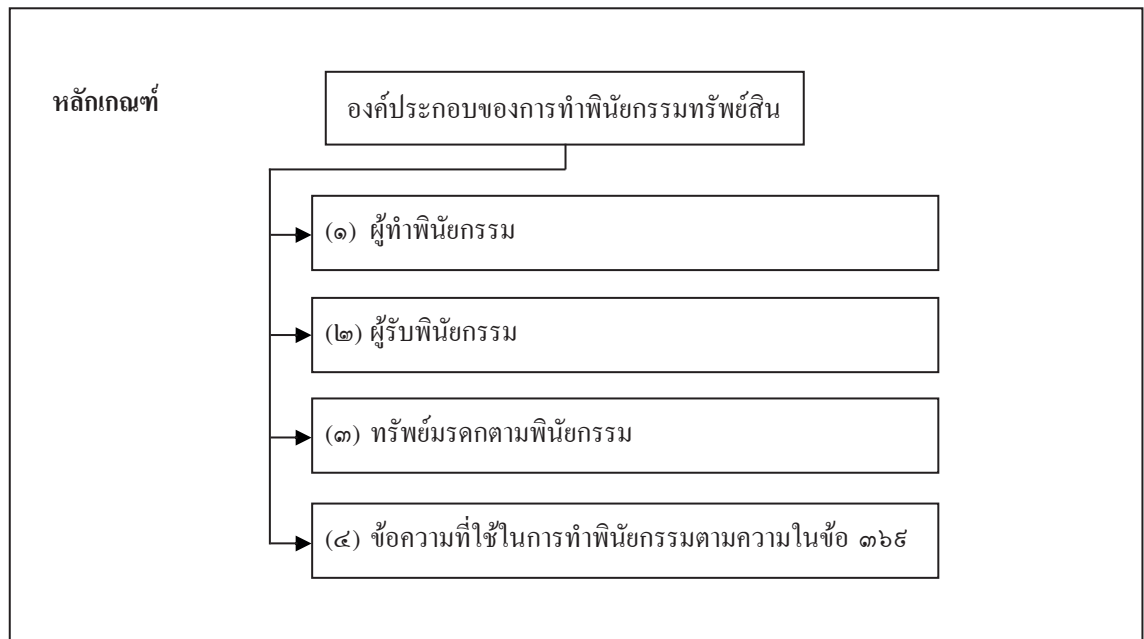 หลักเกณฑ์
องค์ประกอบของการทำพินัยกรรมทรัพย์สิน
(๑) ผู้ทำพินัยกรรม
(๒) ผู้รับพินัยกรรม
(๓) ทรัพย์มรดกตามพินัยกรรม
(๔) ข้อความที่ใช้ในการทำพินัยกรรมตามความในข้อ ๓๖๙